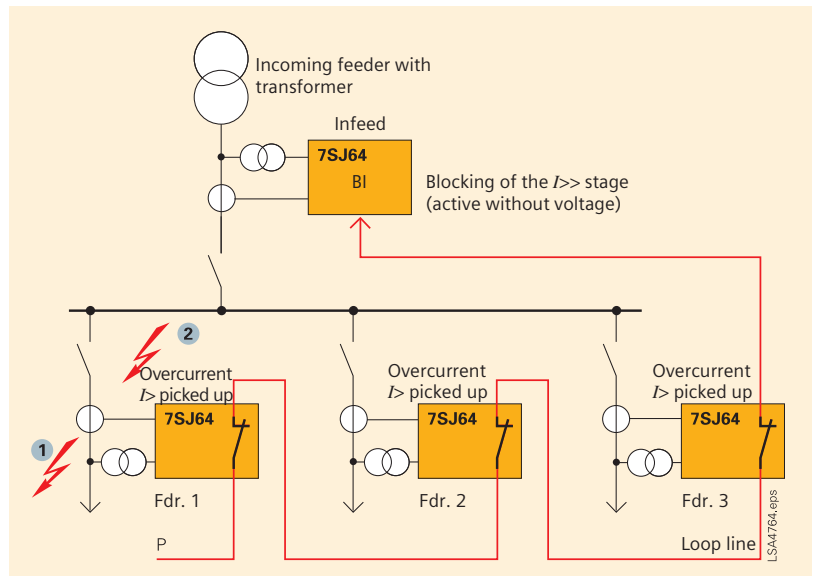 Incoming feeder with
transformer
Infeed
7SJ64
BI
Blocking of the I>> stage
(active without voltage)
2
Overcurrent
I> picked up
7SJ64
1
Fdr. 1
Overcurrent
I> picked up
7SJ64
Fdr. 2
Overcurrent
I> picked up
7SJ64
Fdr. 3
P
Loop line
LSA4764.eps